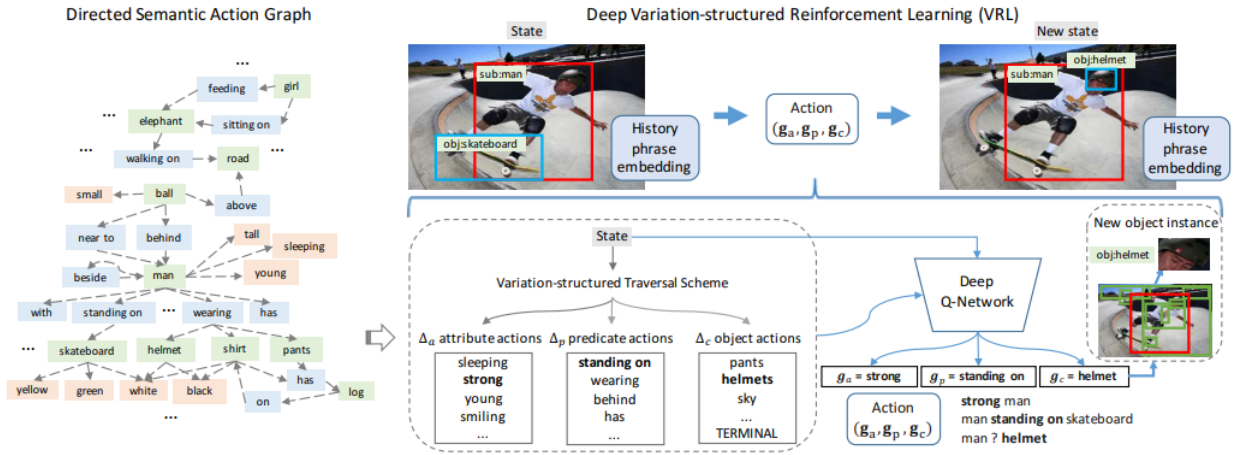 Directed Semantic Action Graph
...
girl
feeding
...
elephant
sitting on
...
...
walking on
road
small
ball
above
near to
behind
tall
sleeping
beside
man
young
with
standing on
...
wearing
has
...
skateboard
helmet
shirt
pants
yellow
green
white
black
has
log
on
...
Deep Variation-structured Reinforcement Learning (VRL)
State
sub:man
obj:skateboard
History
phrase
embedding
Action
(gₐ, gₚ, g꜀)
New state
obj:helmet
sub:man
History
phrase
embedding
State
Variation-structured Traversal Scheme
Δₐ attribute actions
sleeping
strong
young
smiling
...
Δₚ predicate actions
standing on
wearing
behind
has
...
Δ꜀ object actions
pants
helmets
sky
...
TERMINAL
Deep
Q-Network
gₐ = strong
gₚ = standing on
g꜀ = helmet
Action
(gₐ, gₚ, g꜀)
strong man
man standing on skateboard
man ? helmet
New object instance
obj:helmet